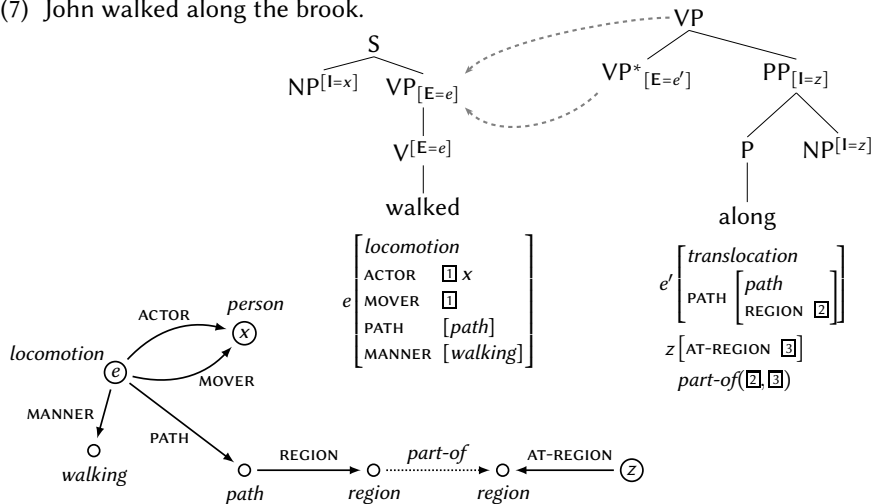 (7) John walked along the brook.
S
NP[I=x] VP[E=e]
V[E=e]
walked
VP
VP*[E=e′] PP[I=z]
P NP[I=z]
along
e [locomotion
ACTOR 1 x
MOVER 1
PATH [path]
MANNER [walking]]
e′ [translocation
PATH [path
REGION 2]]
z [AT-REGION 3]
part-of(2, 3)
person
ACTOR
x
locomotion
e
MOVER
MANNER
PATH
walking
REGION part-of AT-REGION
z
path region region